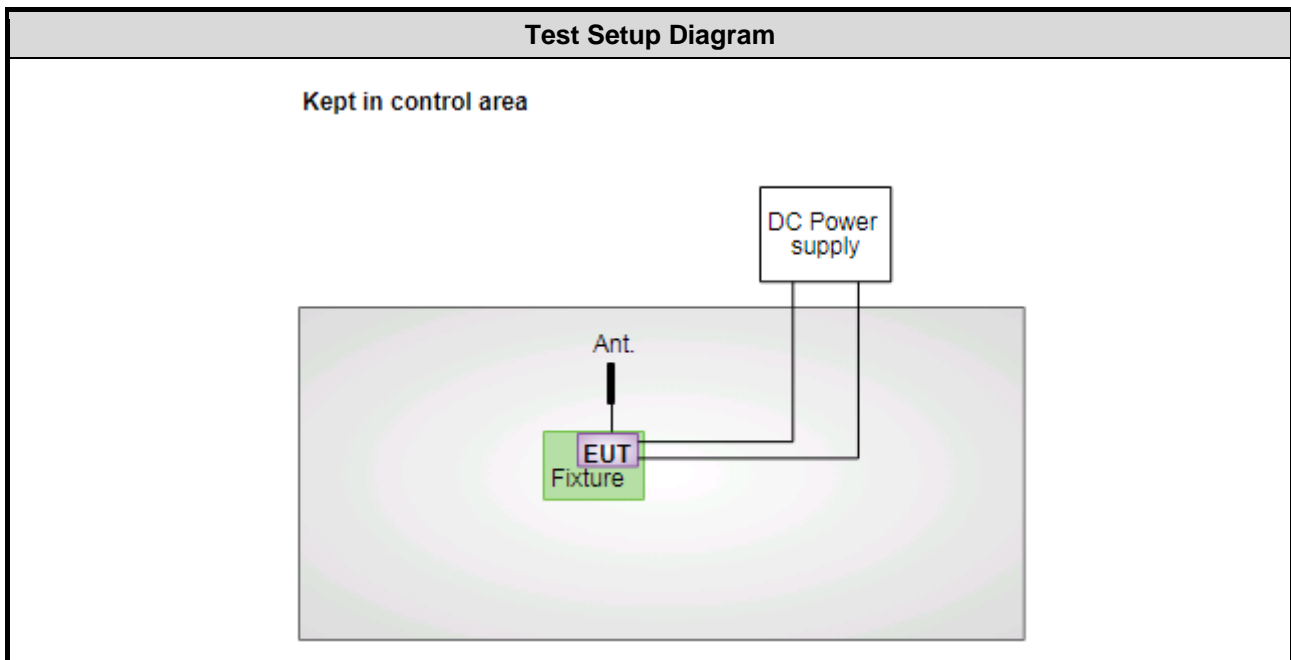 Test Setup Diagram
Kept in control area
DC Power
supply
Ant.
EUT
Fixture